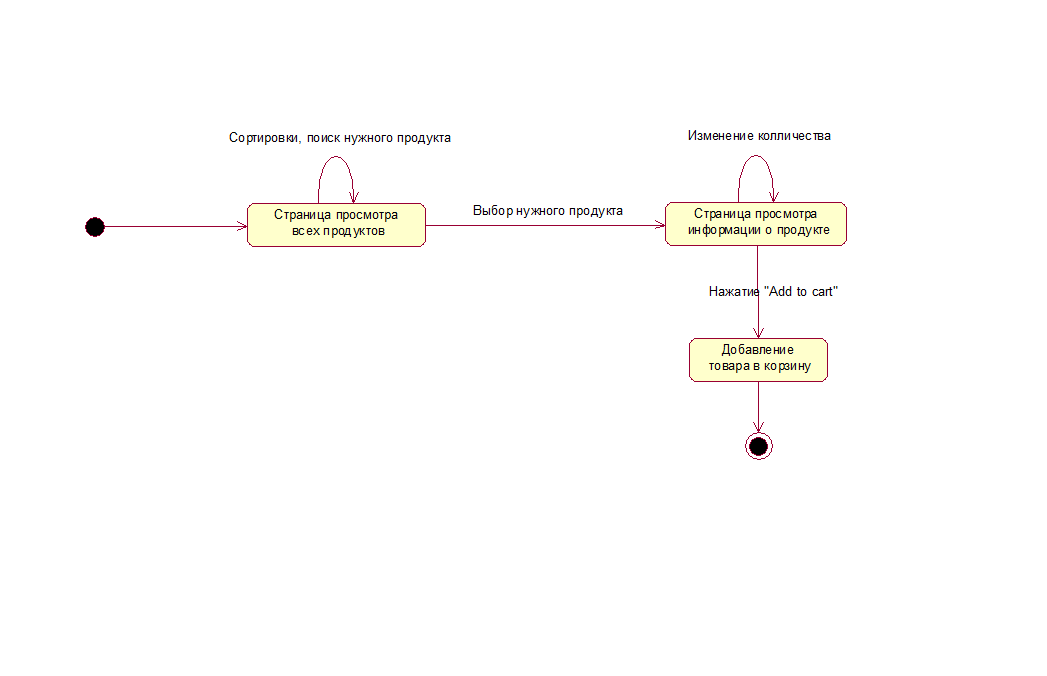 Сортировки, поиск нужного продукта
Изменение колличества
Страница просмотра
всех продуктов
Выбор нужного продукта
Страница просмотра
информации о продукте
Нажатие "Add to cart"
Добавление
товара в корзину